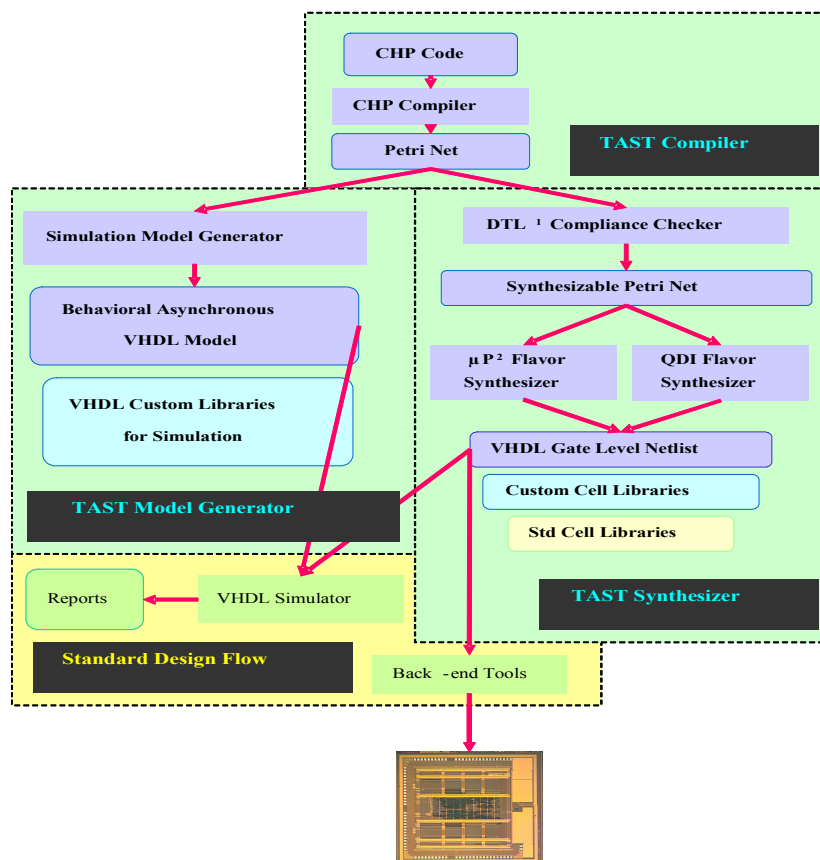 CHP Code
CHP Compiler
Petri Net
TAST Compiler
Simulation Model Generator
Behavioral Asynchronous
VHDL Model
VHDL Custom Libraries
for Simulation
TAST Model Generator
DTL ¹ Compliance Checker
Synthesizable Petri Net
µP² Flavor
Synthesizer
QDI Flavor
Synthesizer
VHDL Gate Level Netlist
Custom Cell Libraries
Std Cell Libraries
TAST Synthesizer
Reports
VHDL Simulator
Standard Design Flow
Back -end Tools